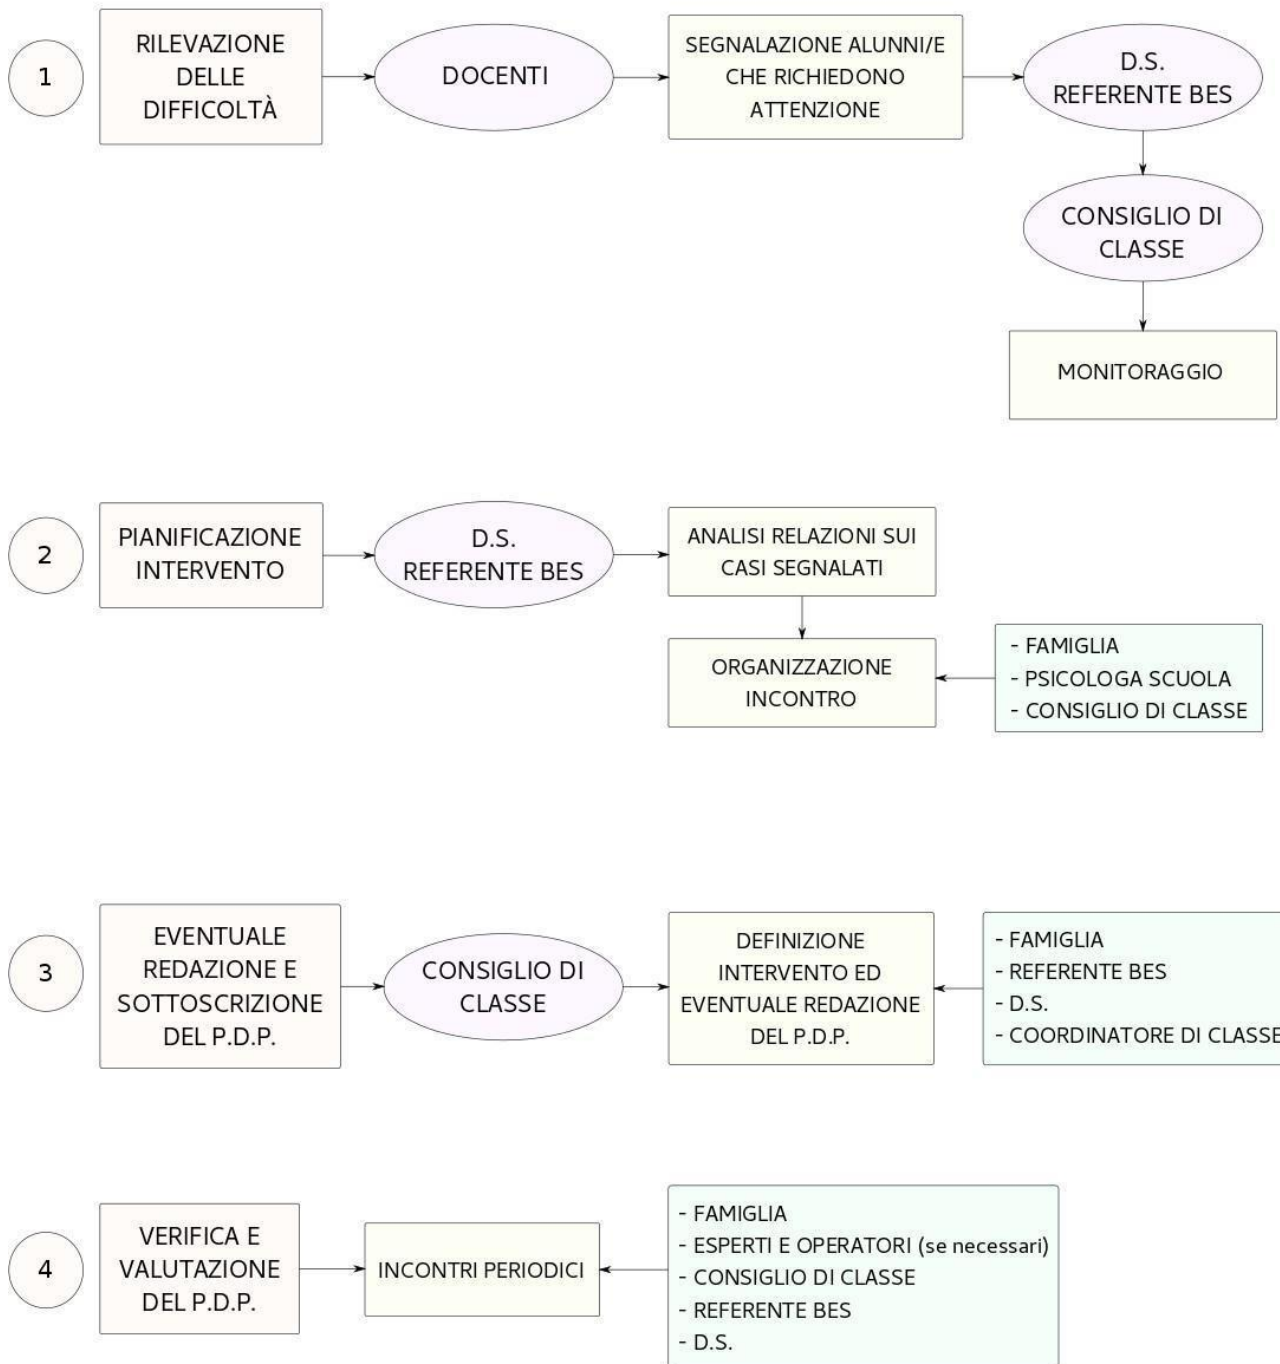 1
RILEVAZIONE
DELLE
DIFFICOLTÀ
DOCENTI
SEGNALAZIONE ALUNNI/E
CHE RICHIEDONO
ATTENZIONE
D.S.
REFERENTE BES
CONSIGLIO DI
CLASSE
MONITORAGGIO
2
PIANIFICAZIONE
INTERVENTO
D.S.
REFERENTE BES
ANALISI RELAZIONI SUI
CASI SEGNALATI
ORGANIZZAZIONE
INCONTRO
- FAMIGLIA
- PSICOLOGA SCUOLA
- CONSIGLIO DI CLASSE
3
EVENTUALE
REDAZIONE E
SOTTOSCRIZIONE
DEL P.D.P.
CONSIGLIO DI
CLASSE
DEFINIZIONE
INTERVENTO ED
EVENTUALE REDAZIONE
DEL P.D.P.
- FAMIGLIA
- REFERENTE BES
- D.S.
- COORDINATORE DI CLASSE
4
VERIFICA E
VALUTAZIONE
DEL P.D.P.
INCONTRI PERIODICI
- FAMIGLIA
- ESPERTI E OPERATORI (se necessari)
- CONSIGLIO DI CLASSE
- REFERENTE BES
- D.S.